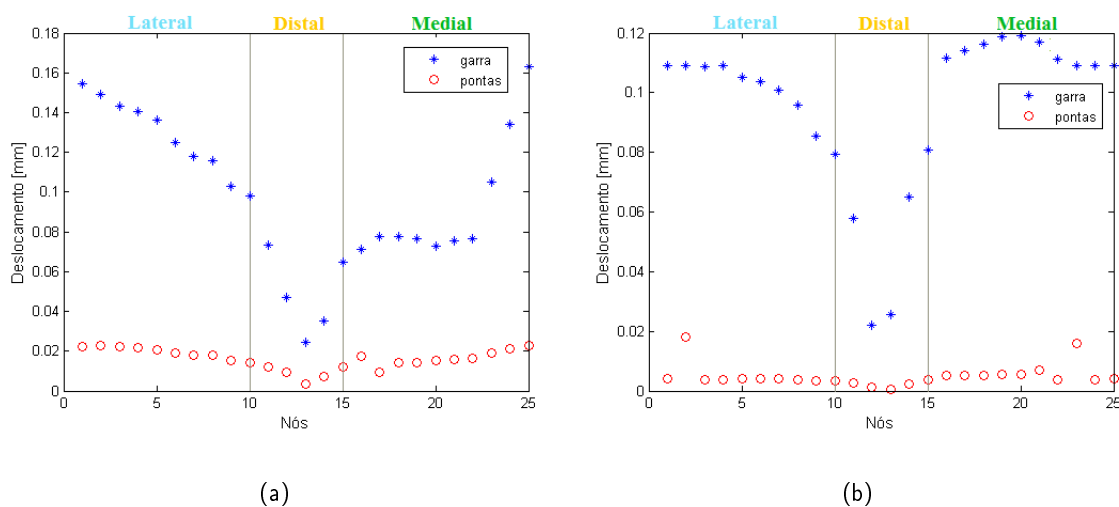 Lateral Distal Medial
0.18
0.16
0.14
0.12
0.1
0.08
0.06
0.04
0.02
0
Deslocamento [mm]
garra
pontas
0 5 10 15 20 25
Nós
(a)
Lateral Distal Medial
0.12
0.1
0.08
0.06
0.04
0.02
0
Deslocamento [mm]
garra
pontas
0 5 10 15 20 25
Nós
(b)